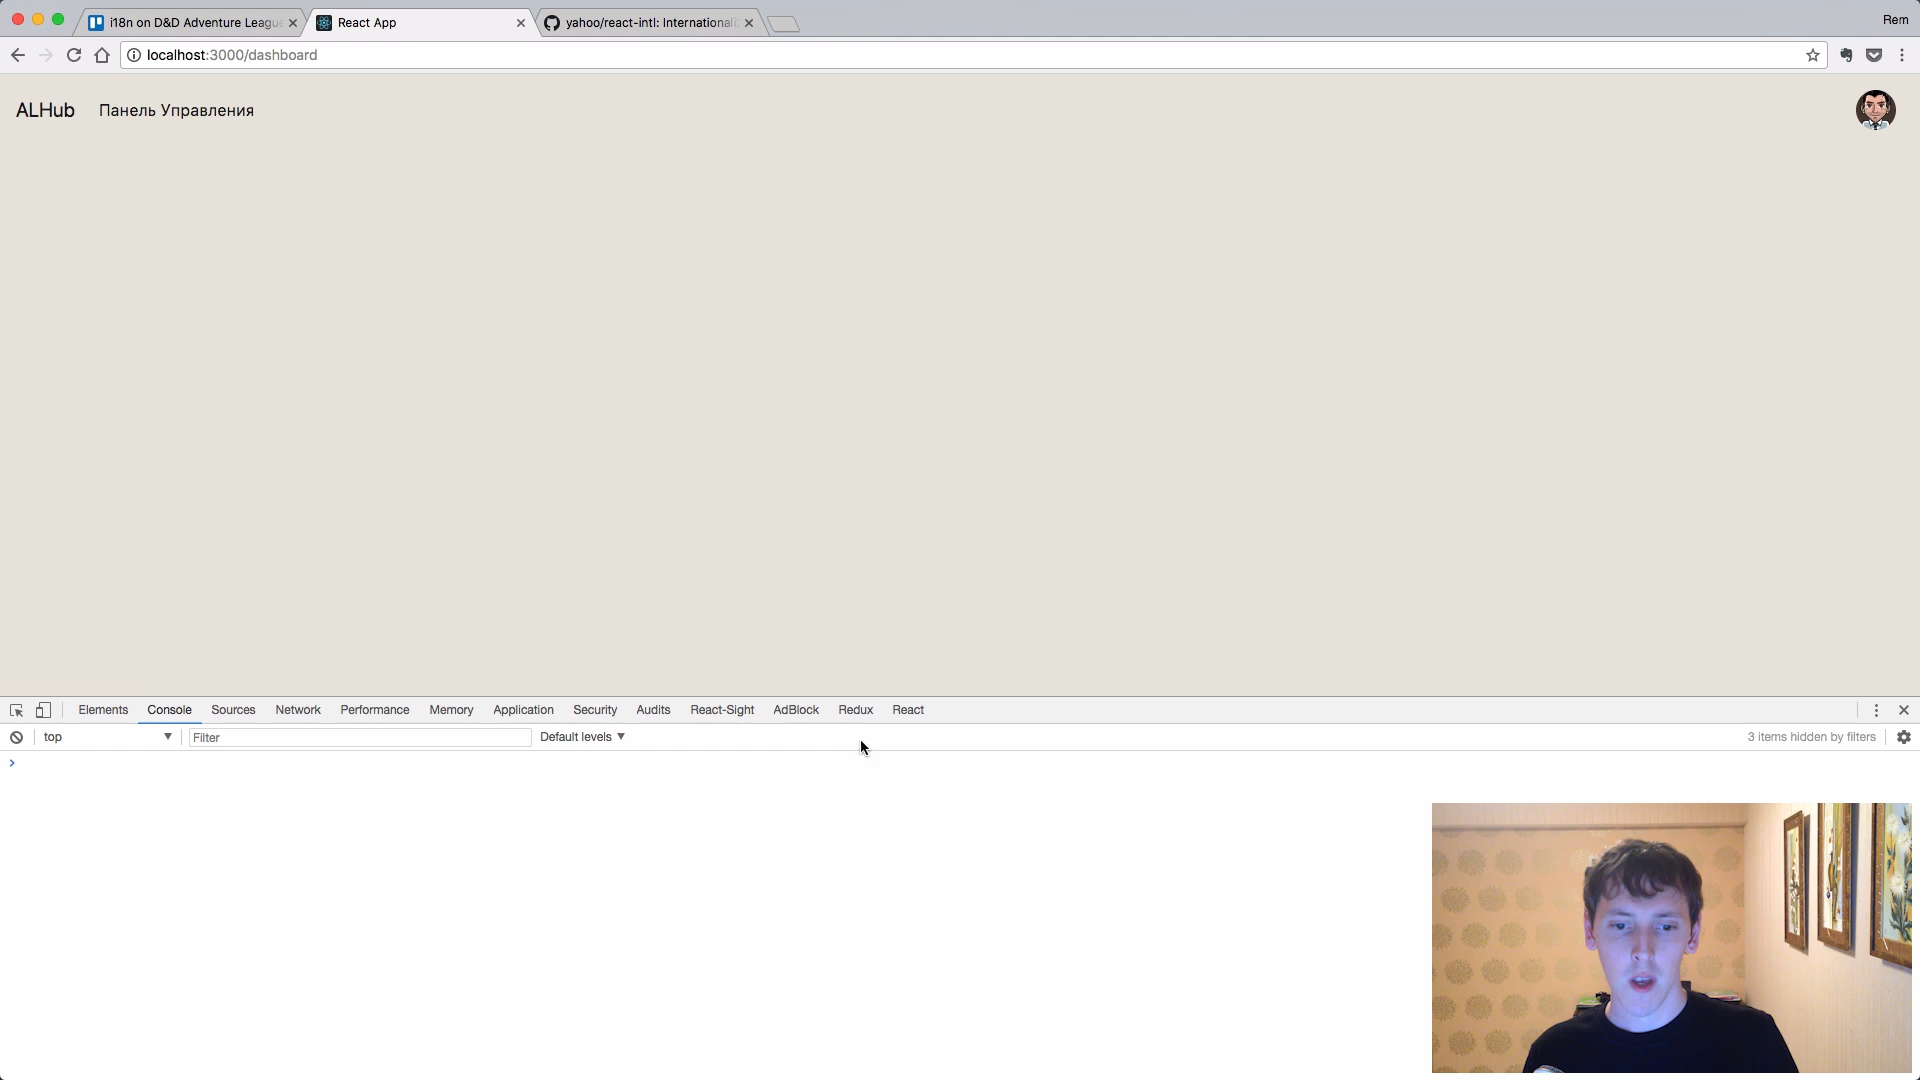 i18n on D&D Adventure League
React App
yahoo/react-intl: Internationaliz
Rem
localhost:3000/dashboard
ALHub Панель Управления
Elements Console Sources Network Performance Memory Application Security Audits React-Sight AdBlock Redux React
top Filter Default levels 3 items hidden by filters